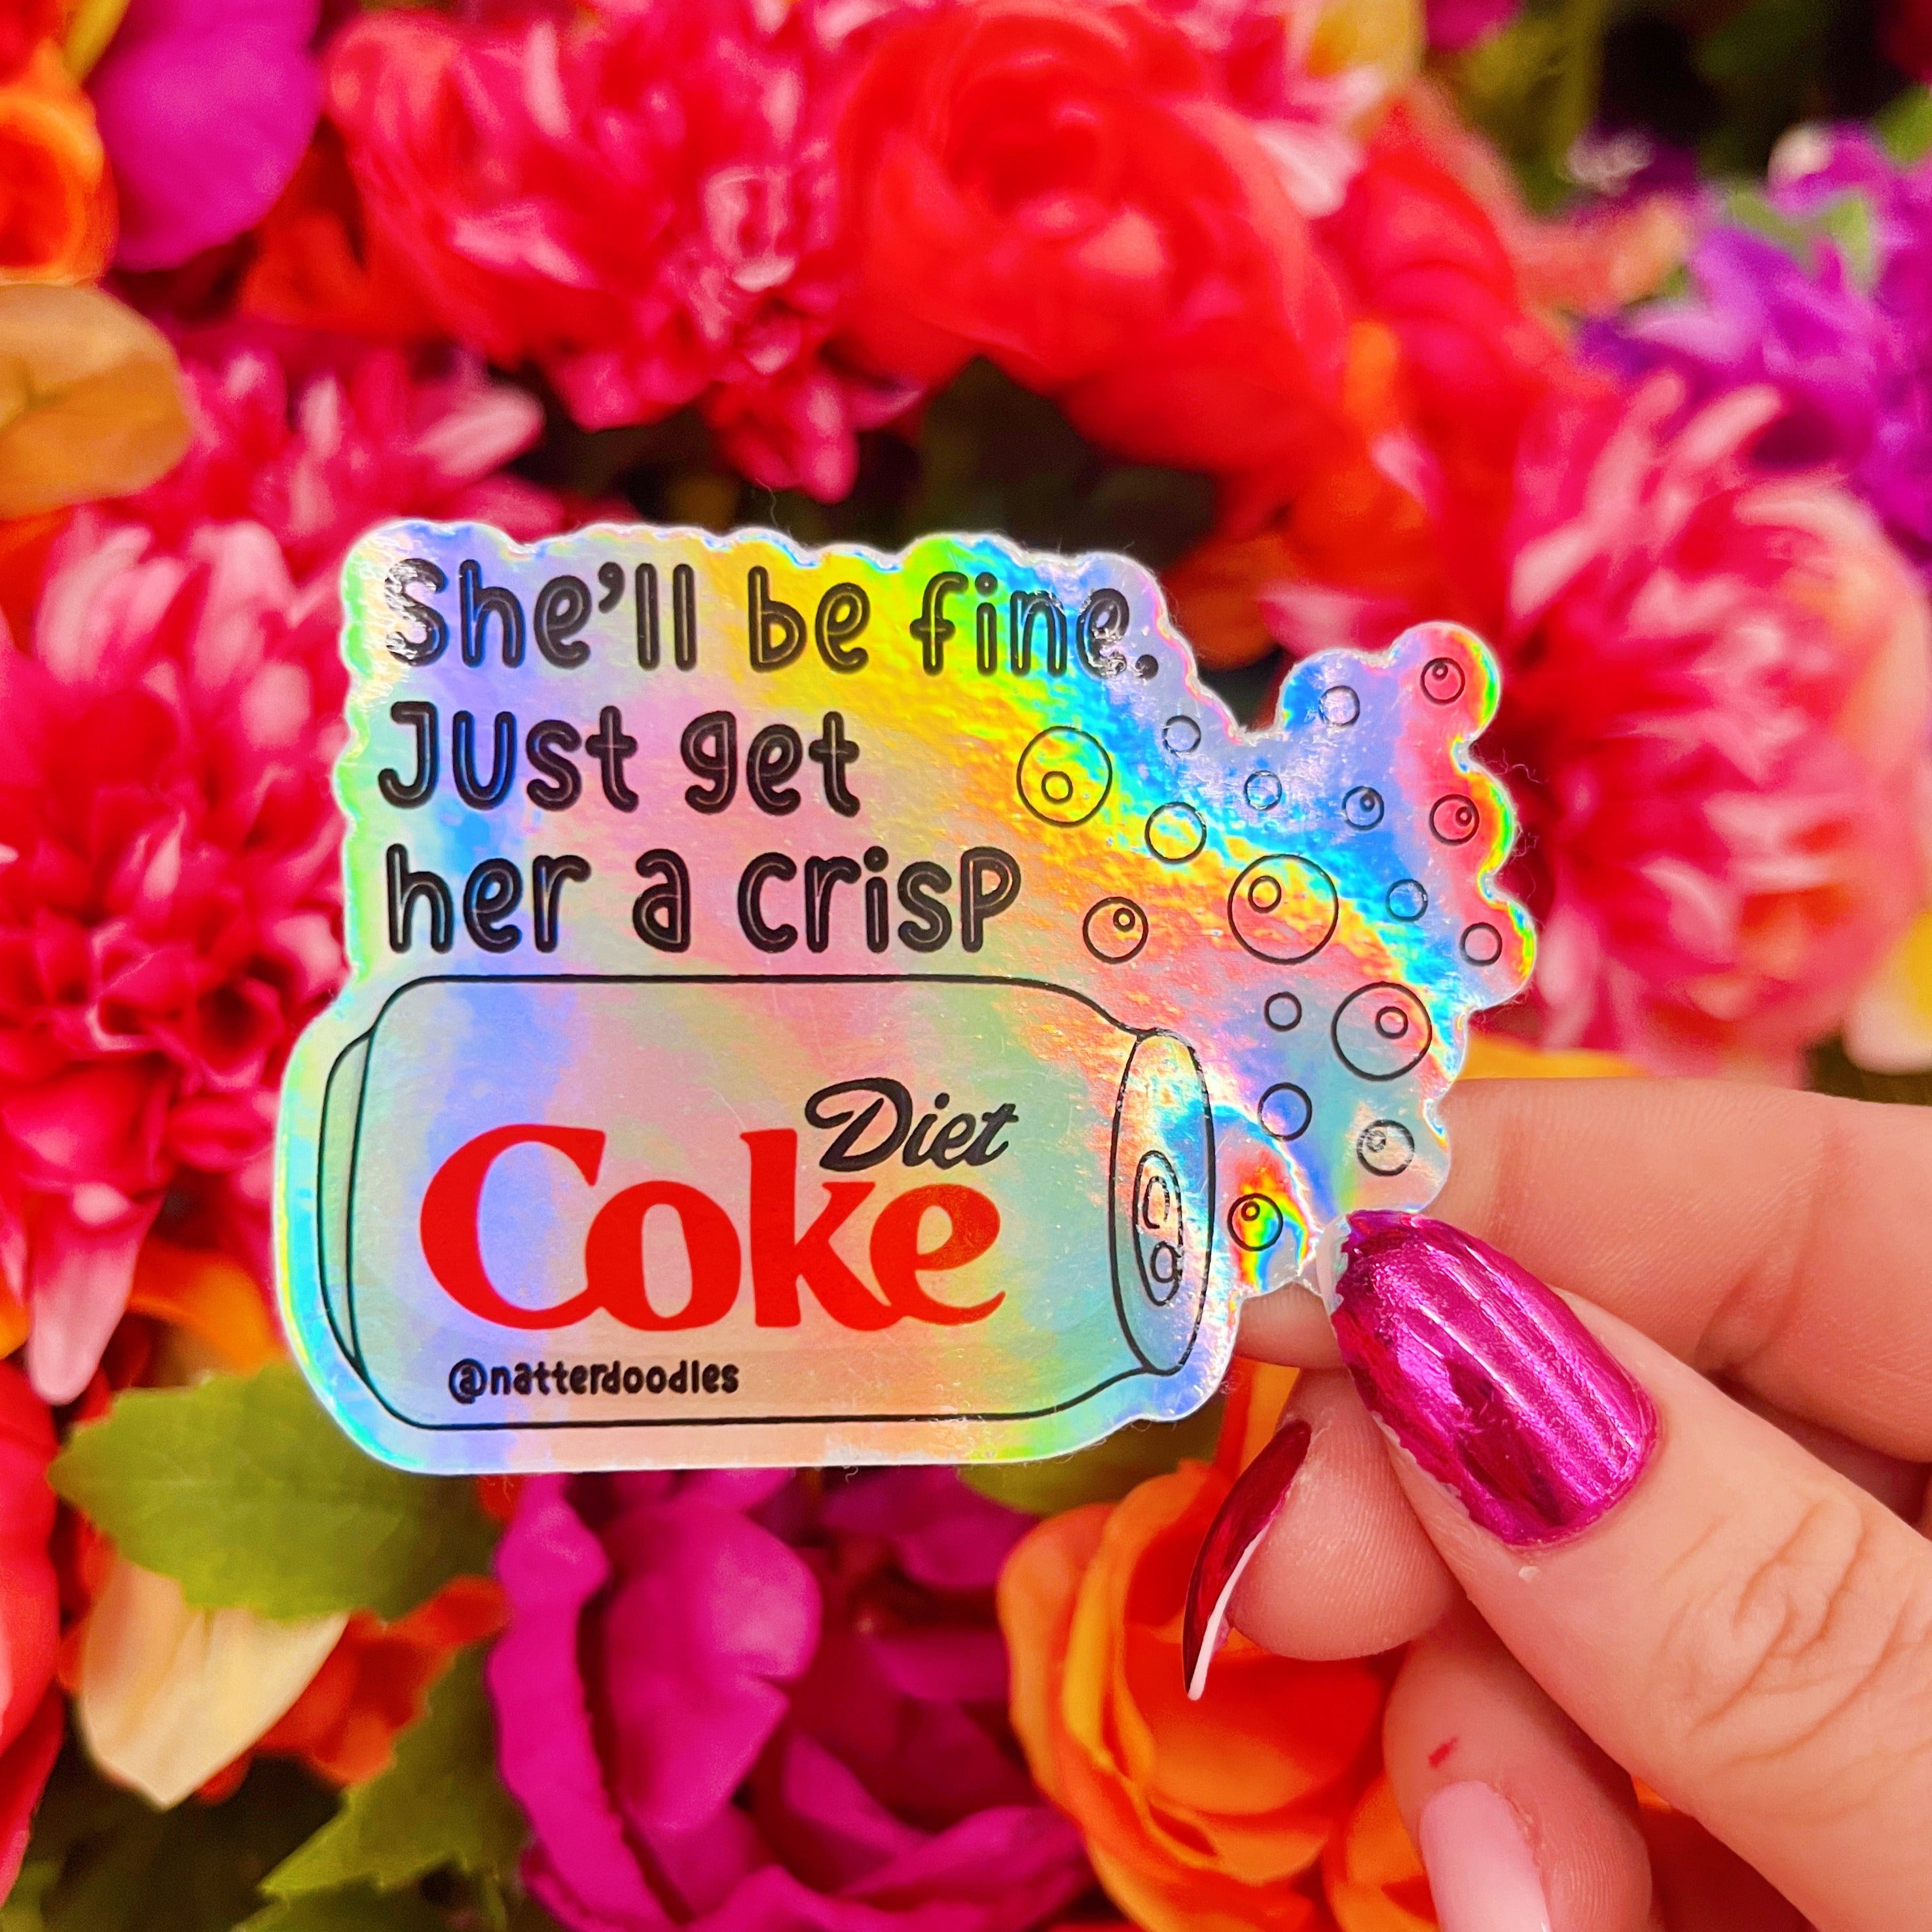 She'll be fine.
Just get
her a crisp
Diet
Coke
@natterdoodles